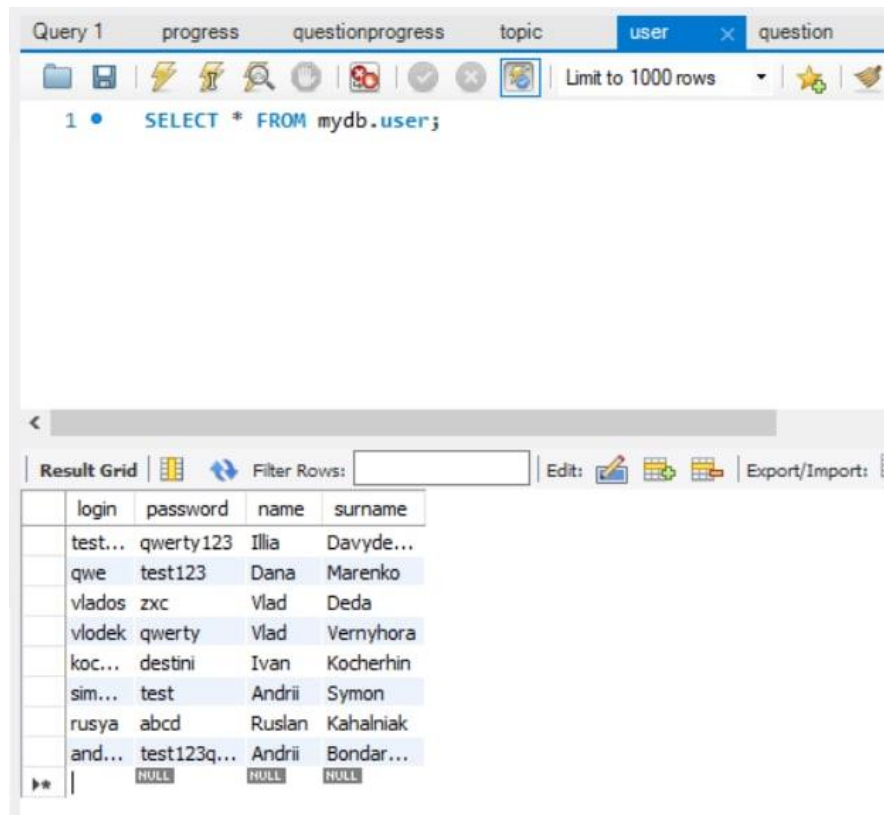 Query 1 progress questionprogress topic user question
Limit to 1000 rows
1 SELECT * FROM mydb.user;
Result Grid Filter Rows: Edit: Export/Import:
login password name surname
test... qwerty123 Illia Davyde...
qwe test123 Dana Marenko
vlados zxc Vlad Deda
vlodek qwerty Vlad Vernyhora
koc... destini Ivan Kocherhin
sim... test Andrii Symon
rusya abcd Ruslan Kahalniak
and... test123q... Andrii Bondar...
NULL NULL NULL